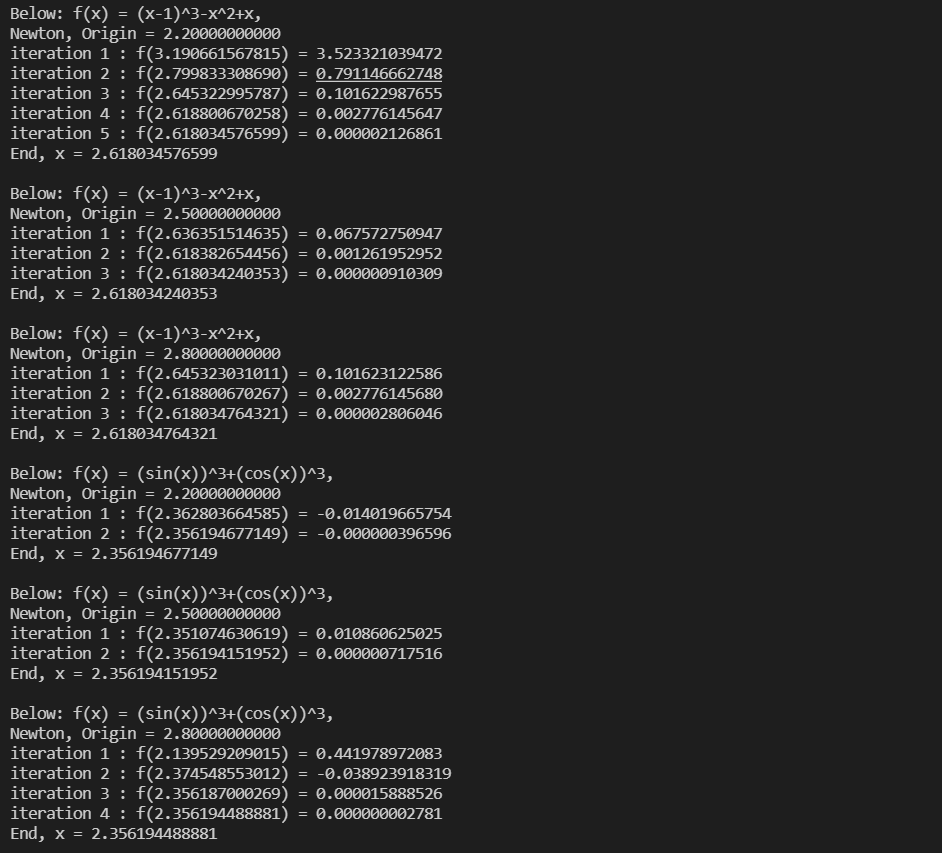 Below: f(x) = (x-1)^3-x^2+x,
Newton, Origin = 2.20000000000
iteration 1 : f(3.190661567815) = 3.523321039472
iteration 2 : f(2.799833308690) = 0.791146662748
iteration 3 : f(2.645322995787) = 0.101622987655
iteration 4 : f(2.618800670258) = 0.002776145647
iteration 5 : f(2.618034576599) = 0.000002126861
End, x = 2.618034576599
Below: f(x) = (x-1)^3-x^2+x,
Newton, Origin = 2.50000000000
iteration 1 : f(2.636351514635) = 0.067572750947
iteration 2 : f(2.618382654456) = 0.001261952952
iteration 3 : f(2.618034240353) = 0.000000910309
End, x = 2.618034240353
Below: f(x) = (x-1)^3-x^2+x,
Newton, Origin = 2.80000000000
iteration 1 : f(2.645323031011) = 0.101623122586
iteration 2 : f(2.618800670267) = 0.002776145680
iteration 3 : f(2.618034764321) = 0.000002806046
End, x = 2.618034764321
Below: f(x) = (sin(x))^3+(cos(x))^3,
Newton, Origin = 2.20000000000
iteration 1 : f(2.362803664585) = -0.014019665754
iteration 2 : f(2.356194677149) = -0.000000396596
End, x = 2.356194677149
Below: f(x) = (sin(x))^3+(cos(x))^3,
Newton, Origin = 2.50000000000
iteration 1 : f(2.351074630619) = 0.010860625025
iteration 2 : f(2.356194151952) = 0.000000717516
End, x = 2.356194151952
Below: f(x) = (sin(x))^3+(cos(x))^3,
Newton, Origin = 2.80000000000
iteration 1 : f(2.139529209015) = 0.441978972083
iteration 2 : f(2.374548553012) = -0.038923918319
iteration 3 : f(2.356187000269) = 0.000015888526
iteration 4 : f(2.356194488881) = 0.000000002781
End, x = 2.356194488881